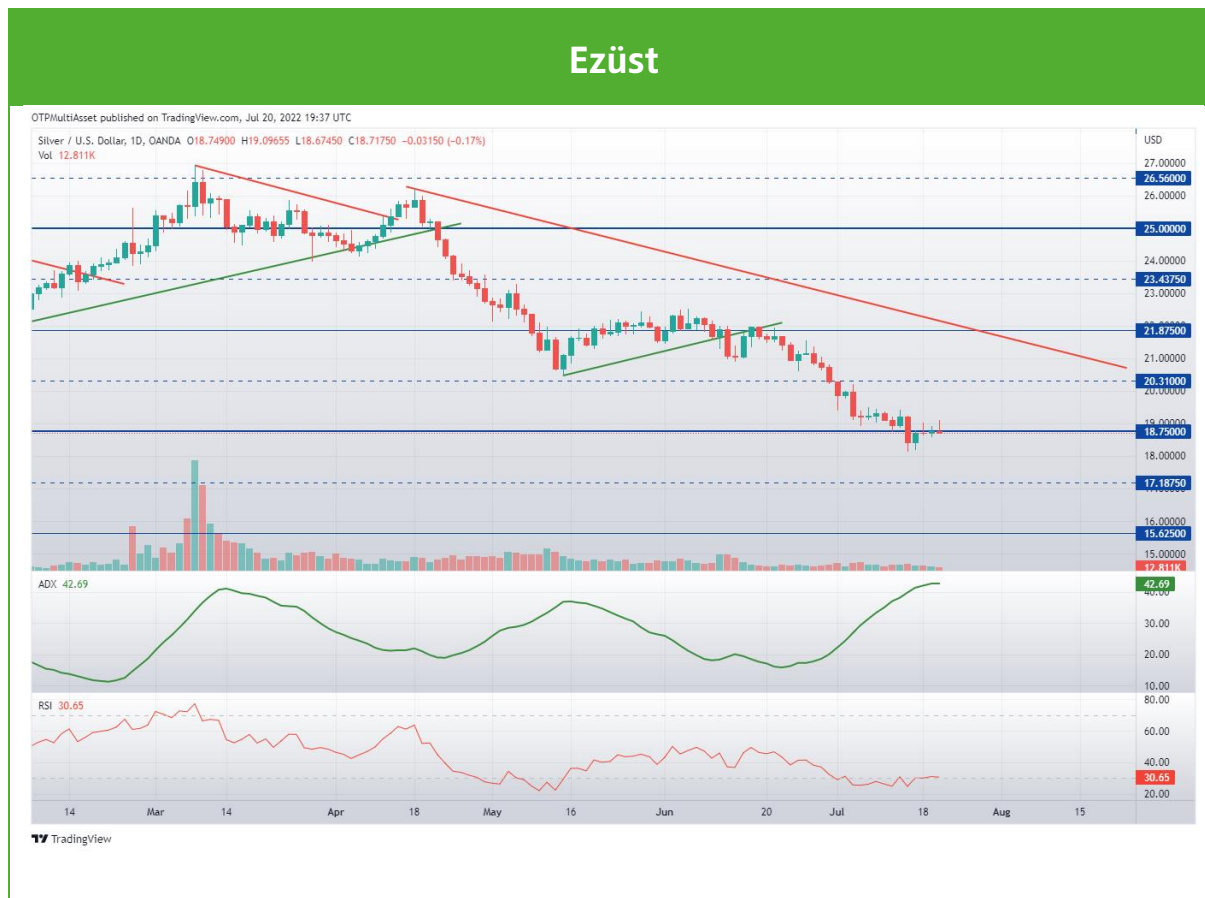 Ezüst
OTPMultiAsset published on TradingView.com, Jul 20, 2022 19:37 UTC
Silver / U.S. Dollar, 1D, OANDA O18.74900 H19.09655 L18.67450 C18.71750 −0.03150 (−0.17%)
Vol 12.811K
USD
27.00000
26.56000
26.00000
25.00000
24.00000
23.43750
23.00000
21.87500
21.00000
20.31000
20.00000
19.00000
18.75000
18.00000
17.18750
16.00000
15.62500
15.00000
12.811K
ADX 42.69
42.69
40.00
30.00
20.00
10.00
RSI 30.65
80.00
60.00
40.00
30.65
20.00
14 Mar 14 Apr 18 May 16 Jun 20 Jul 18 Aug 15
TradingView